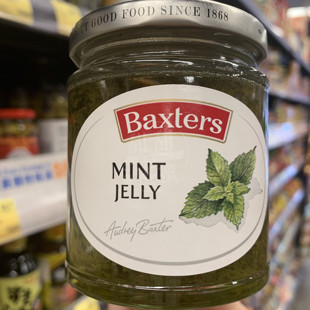 T GOOD FOOD SINCE 1868
Baxters
MINT
JELLY
Audrey Baxter